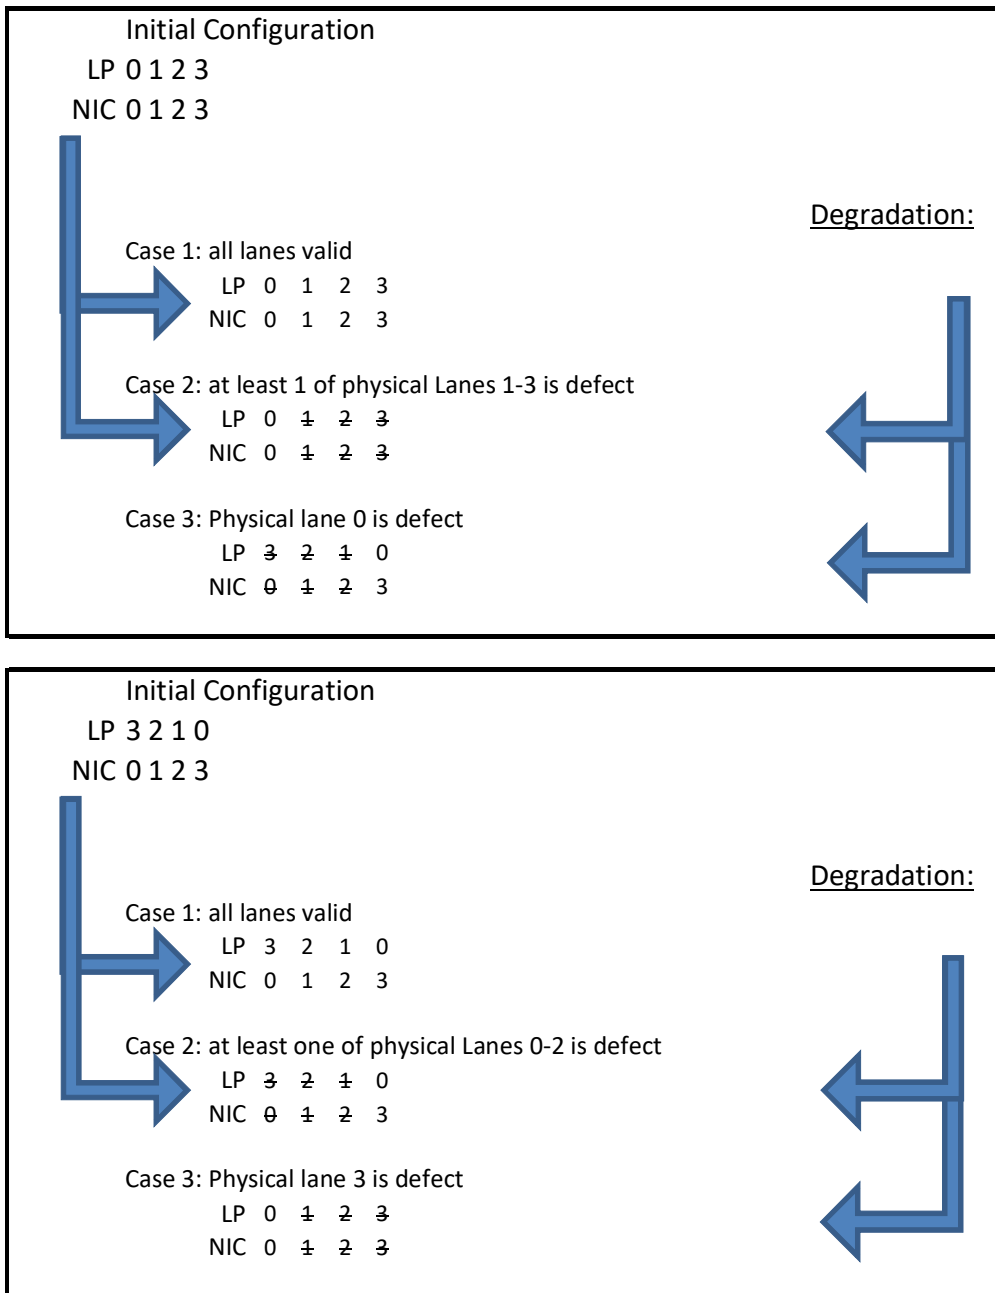 Initial Configuration
LP 0 1 2 3
NIC 0 1 2 3
Degradation:
Case 1: all lanes valid
LP 0 1 2 3
NIC 0 1 2 3
Case 2: at least 1 of physical Lanes 1-3 is defect
LP 0 1 2 3
NIC 0 1 2 3
Case 3: Physical lane 0 is defect
LP 3 2 1 0
NIC 0 1 2 3
Initial Configuration
LP 3 2 1 0
NIC 0 1 2 3
Degradation:
Case 1: all lanes valid
LP 3 2 1 0
NIC 0 1 2 3
Case 2: at least one of physical Lanes 0-2 is defect
LP 3 2 1 0
NIC 0 1 2 3
Case 3: Physical lane 3 is defect
LP 0 1 2 3
NIC 0 1 2 3